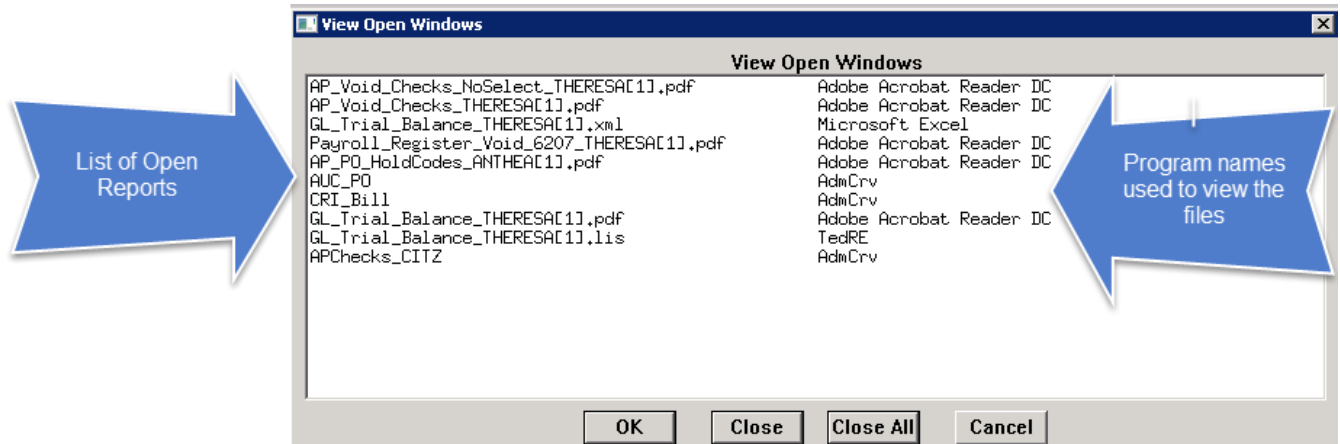 View Open Windows
View Open Windows
AP_Void_Checks_NoSelect_THERESA[1].pdf Adobe Acrobat Reader DC
AP_Void_Checks_THERESA[1].pdf Adobe Acrobat Reader DC
GL_Trial_Balance_THERESA[1].xml Microsoft Excel
Payroll_Register_Void_6207_THERESA[1].pdf Adobe Acrobat Reader DC
AP_PO_HoldCodes_ANTHEA[1].pdf Adobe Acrobat Reader DC
AUC_PO AdmCrv
CRI_Bill AdmCrv
GL_Trial_Balance_THERESA[1].pdf Adobe Acrobat Reader DC
GL_Trial_Balance_THERESA[1].lis TedRE
APChecks_CITZ AdmCrv
List of Open
Reports
Program names
used to view the
files
OK Close Close All Cancel